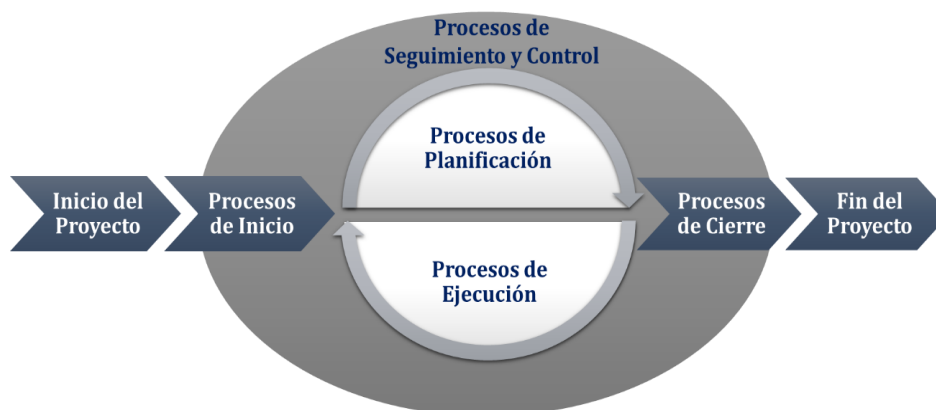 Procesos de
Seguimiento y Control
Procesos de
Planificación
Inicio del
Proyecto
Procesos
de Inicio
Procesos
de Cierre
Fin del
Proyecto
Procesos de
Ejecución